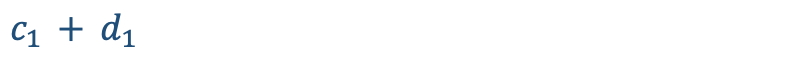 c₁ + d₁